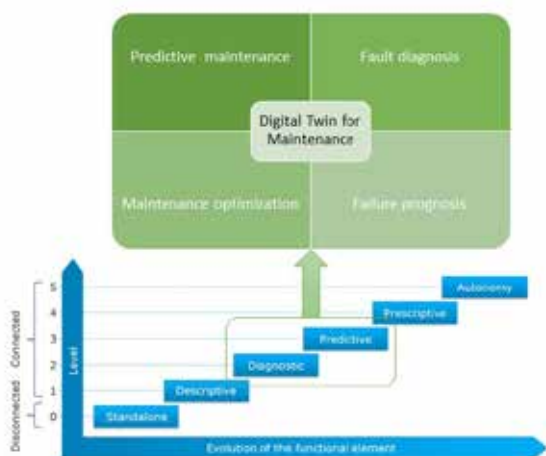 Predictive maintenance
Fault diagnosis
Digital Twin for
Maintenance
Maintenance optimization
Failure prognosis
5
Autonomy
4
Prescriptive
3
Predictive
2
Diagnostic
1
Descriptive
0
Standalone
Connected
Disconnected
Level
Evolution of the functional element